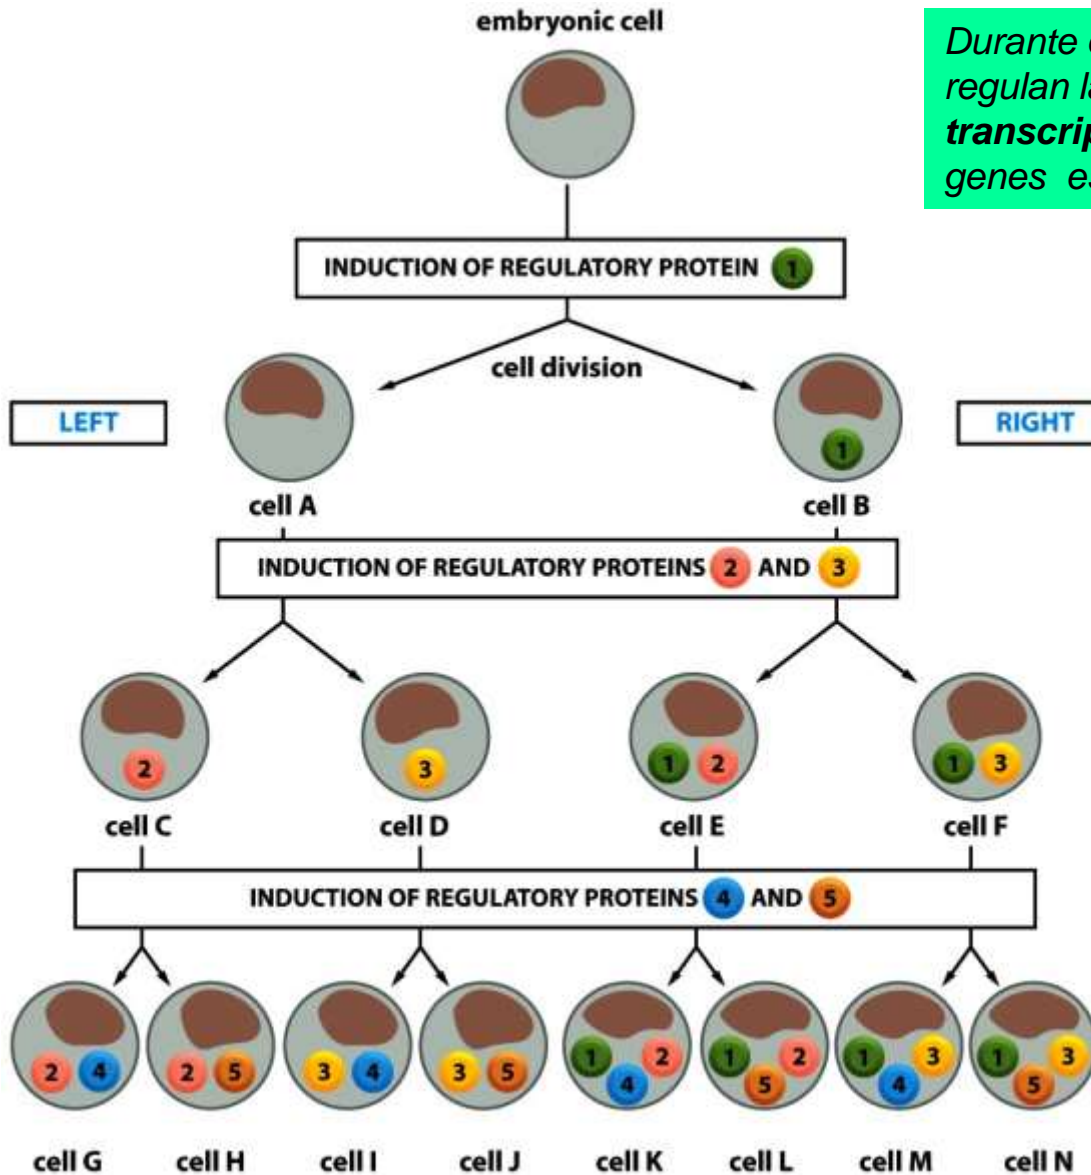 embryonic cell
Durante
regulan
transcrip
genes es
INDUCTION OF REGULATORY PROTEIN 1
cell division
LEFT
RIGHT
1
cell A
cell B
INDUCTION OF REGULATORY PROTEINS 2 AND 3
2
3
1 2
1 3
cell C
cell D
cell E
cell F
INDUCTION OF REGULATORY PROTEINS 4 AND 5
2 4
2 5
3 4
3 5
1 2 4
1 2 5
1 3 4
1 3 5
cell G
cell H
cell I
cell J
cell K
cell L
cell M
cell N